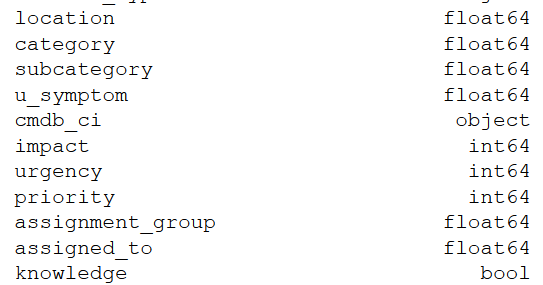 location float64
category float64
subcategory float64
u_symptom float64
cmdb_ci object
impact int64
urgency int64
priority int64
assignment_group float64
assigned_to float64
knowledge bool